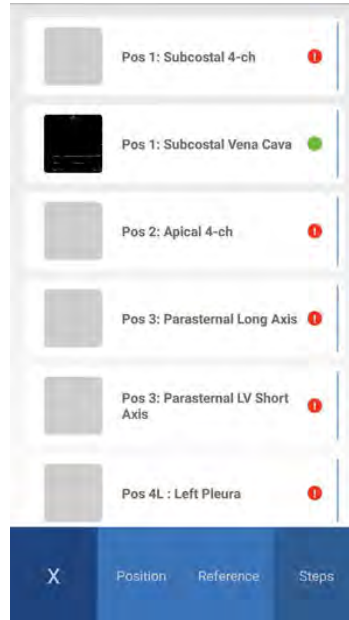 Pos 1: Subcostal 4-ch
Pos 1: Subcostal Vena Cava
Pos 2: Apical 4-ch
Pos 3: Parasternal Long Axis
Pos 3: Parasternal LV Short
Axis
Pos 4L : Left Pleura
X Position Reference Steps